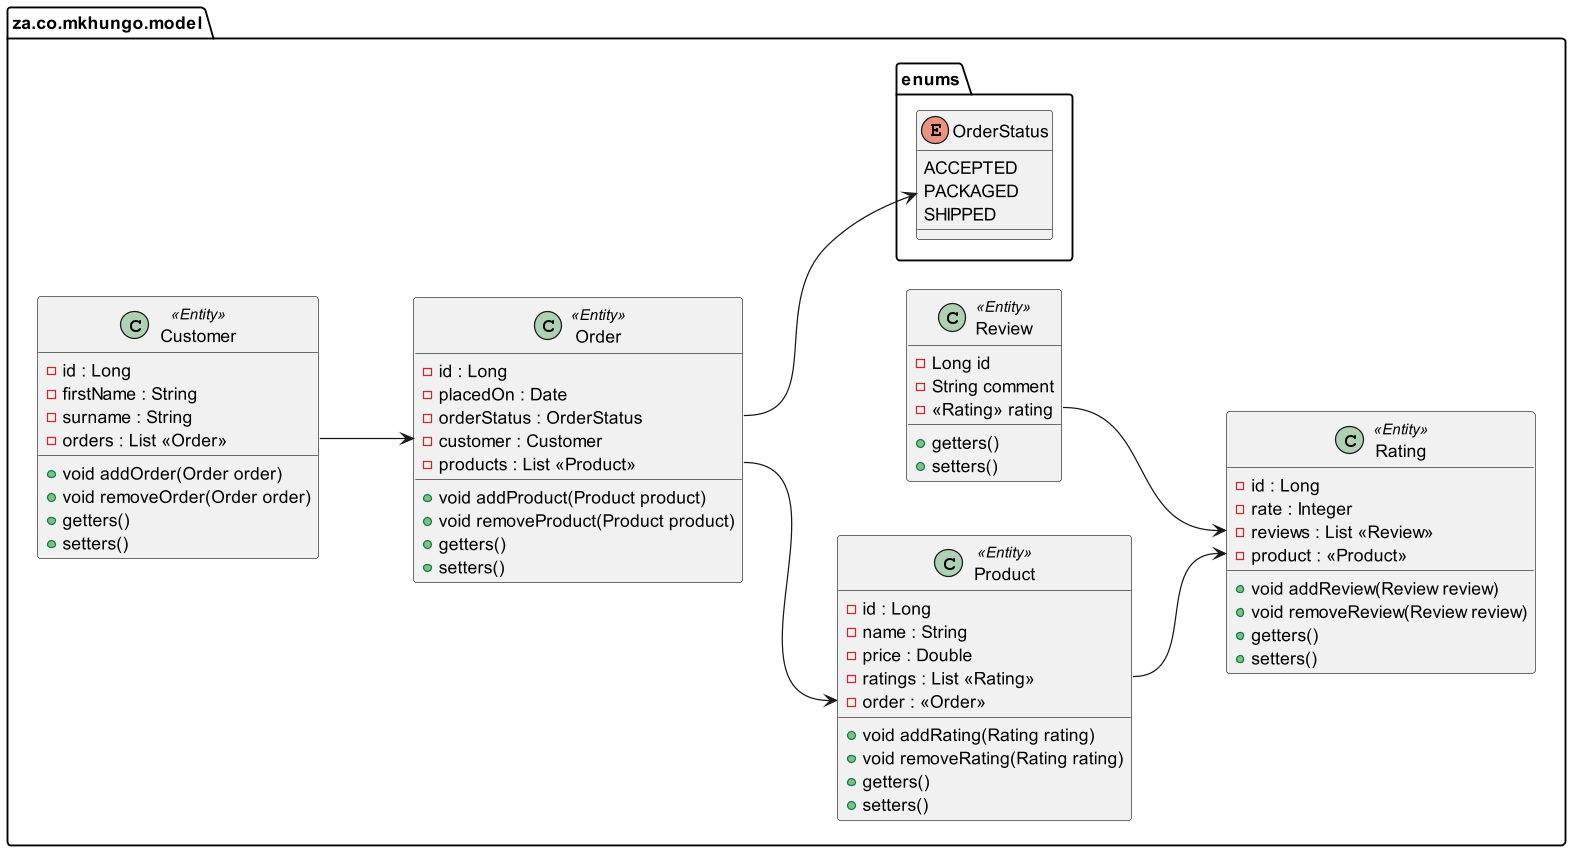 za.co.mkhungo.model
enums
E OrderStatus
ACCEPTED
PACKAGED
SHIPPED
C «Entity»
Customer
id : Long
firstName : String
surname : String
orders : List «Order»
void addOrder(Order order)
void removeOrder(Order order)
getters()
setters()
C «Entity»
Order
id : Long
placedOn : Date
orderStatus : OrderStatus
customer : Customer
products : List «Product»
void addProduct(Product product)
void removeProduct(Product product)
getters()
setters()
C «Entity»
Review
Long id
String comment
«Rating» rating
getters()
setters()
C «Entity»
Product
id : Long
name : String
price : Double
ratings : List «Rating»
order : «Order»
void addRating(Rating rating)
void removeRating(Rating rating)
getters()
setters()
C «Entity»
Rating
id : Long
rate : Integer
reviews : List «Review»
product : «Product»
void addReview(Review review)
void removeReview(Review review)
getters()
setters()